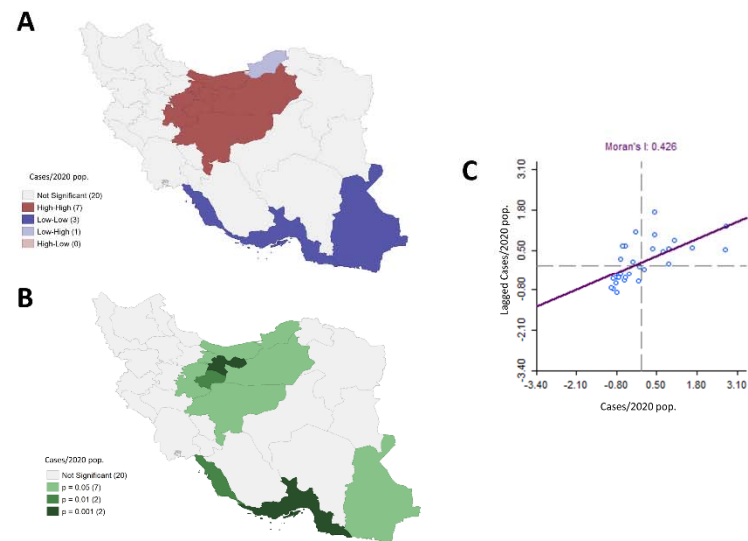 A
Cases/2020 pop.
Not Significant (20)
High-High (7)
Low-Low (3)
Low-High (1)
High-Low (0)
B
Cases/2020 pop.
Not Significant (20)
p = 0.05 (7)
p = 0.01 (2)
p = 0.001 (2)
C
Moran's I: 0.426
Lagged Cases/2020 pop.
3.10
1.80
0.50
-0.80
-2.10
-3.40
-3.40
-2.10
-0.80
0.50
1.80
3.10
Cases/2020 pop.